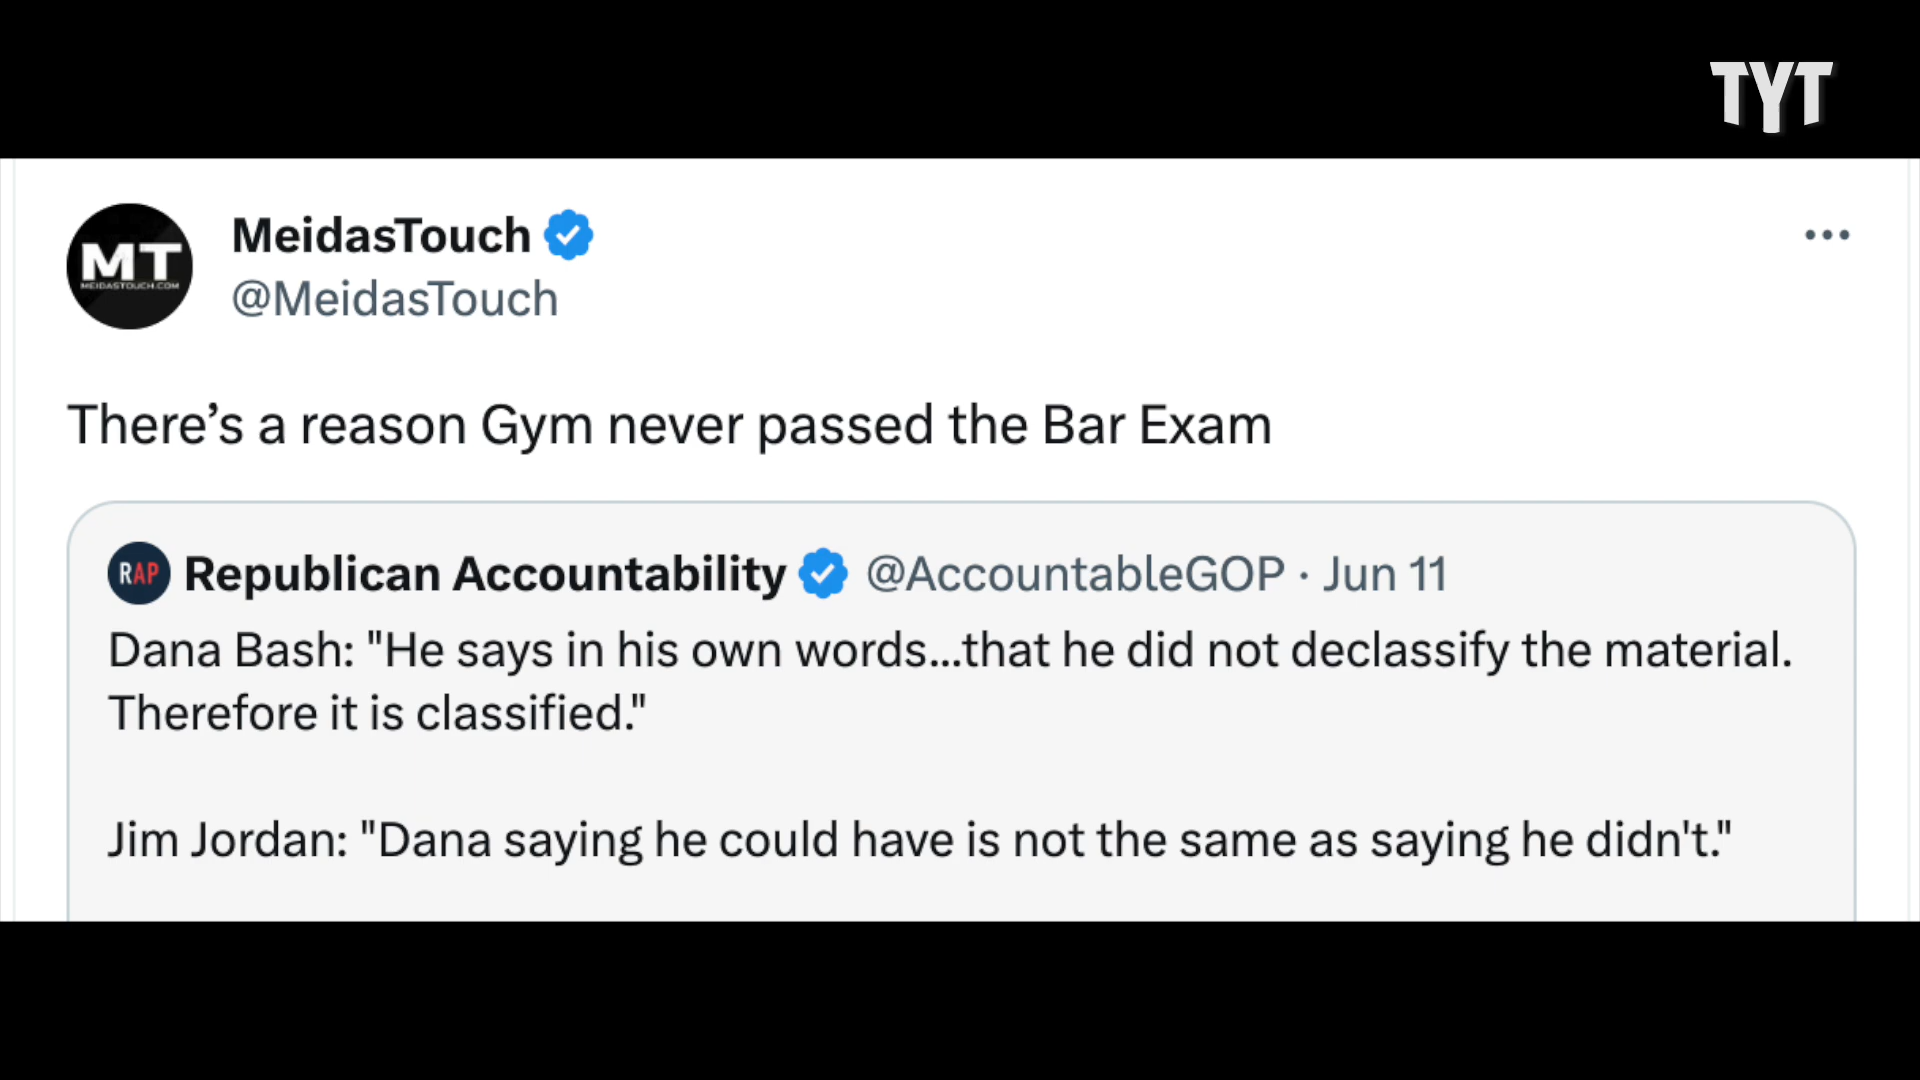 TYT
MT
MEIDASTOUCH.COM
MeidasTouch
@MeidasTouch
There’s a reason Gym never passed the Bar Exam
RAP Republican Accountability @AccountableGOP · Jun 11
Dana Bash: "He says in his own words...that he did not declassify the material.
Therefore it is classified."
Jim Jordan: "Dana saying he could have is not the same as saying he didn't."